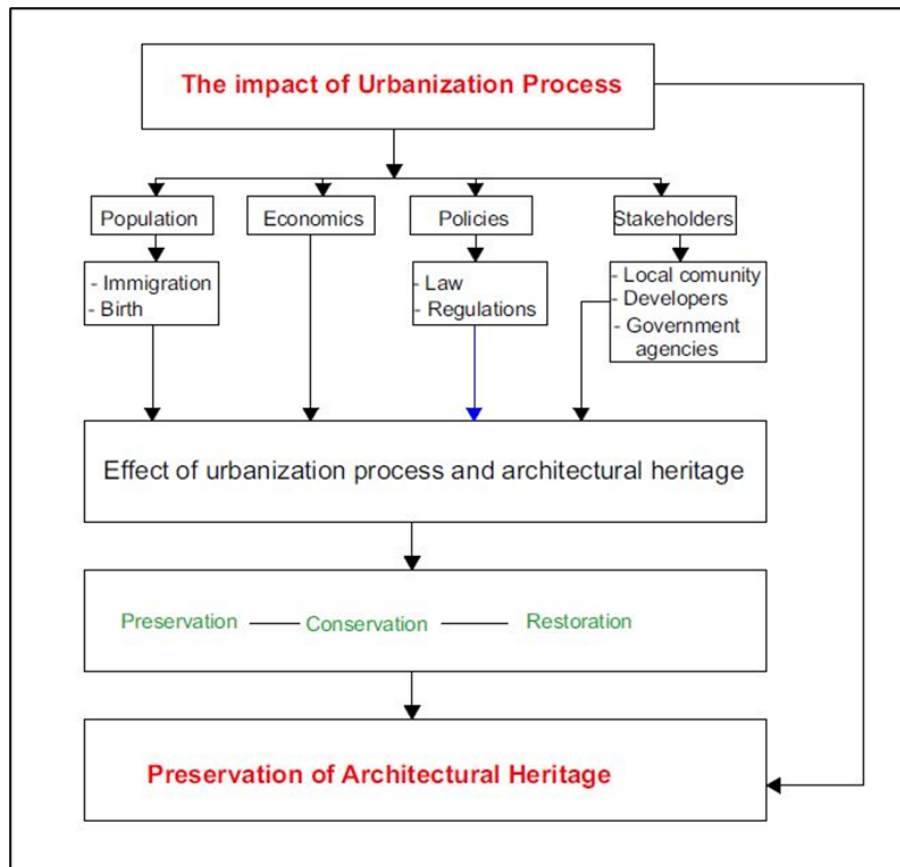 The impact of Urbanization Process
Population
Economics
Policies
Stakeholders
- Immigration
- Birth
- Law
- Regulations
- Local comunity
- Developers
- Government
agencies
Effect of urbanization process and architectural heritage
Preservation
Conservation
Restoration
Preservation of Architectural Heritage